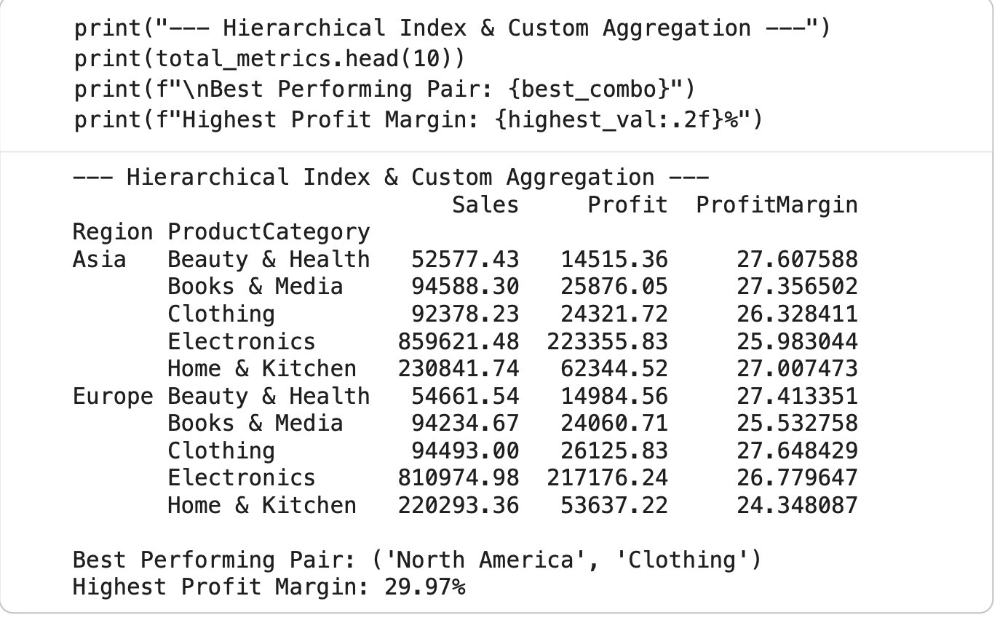 print("--- Hierarchical Index & Custom Aggregation ---")
print(total_metrics.head(10))
print(f"\nBest Performing Pair: {best_combo}")
print(f"Highest Profit Margin: {highest_val:.2f}%")
--- Hierarchical Index & Custom Aggregation ---
                            Sales     Profit  ProfitMargin
Region ProductCategory
Asia   Beauty & Health   52577.43   14515.36     27.607588
       Books & Media     94588.30   25876.05     27.356502
       Clothing          92378.23   24321.72     26.328411
       Electronics      859621.48  223355.83     25.983044
       Home & Kitchen   230841.74   62344.52     27.007473
Europe Beauty & Health   54661.54   14984.56     27.413351
       Books & Media     94234.67   24060.71     25.532758
       Clothing          94493.00   26125.83     27.648429
       Electronics      810974.98  217176.24     26.779647
       Home & Kitchen   220293.36   53637.22     24.348087
Best Performing Pair: ('North America', 'Clothing')
Highest Profit Margin: 29.97%